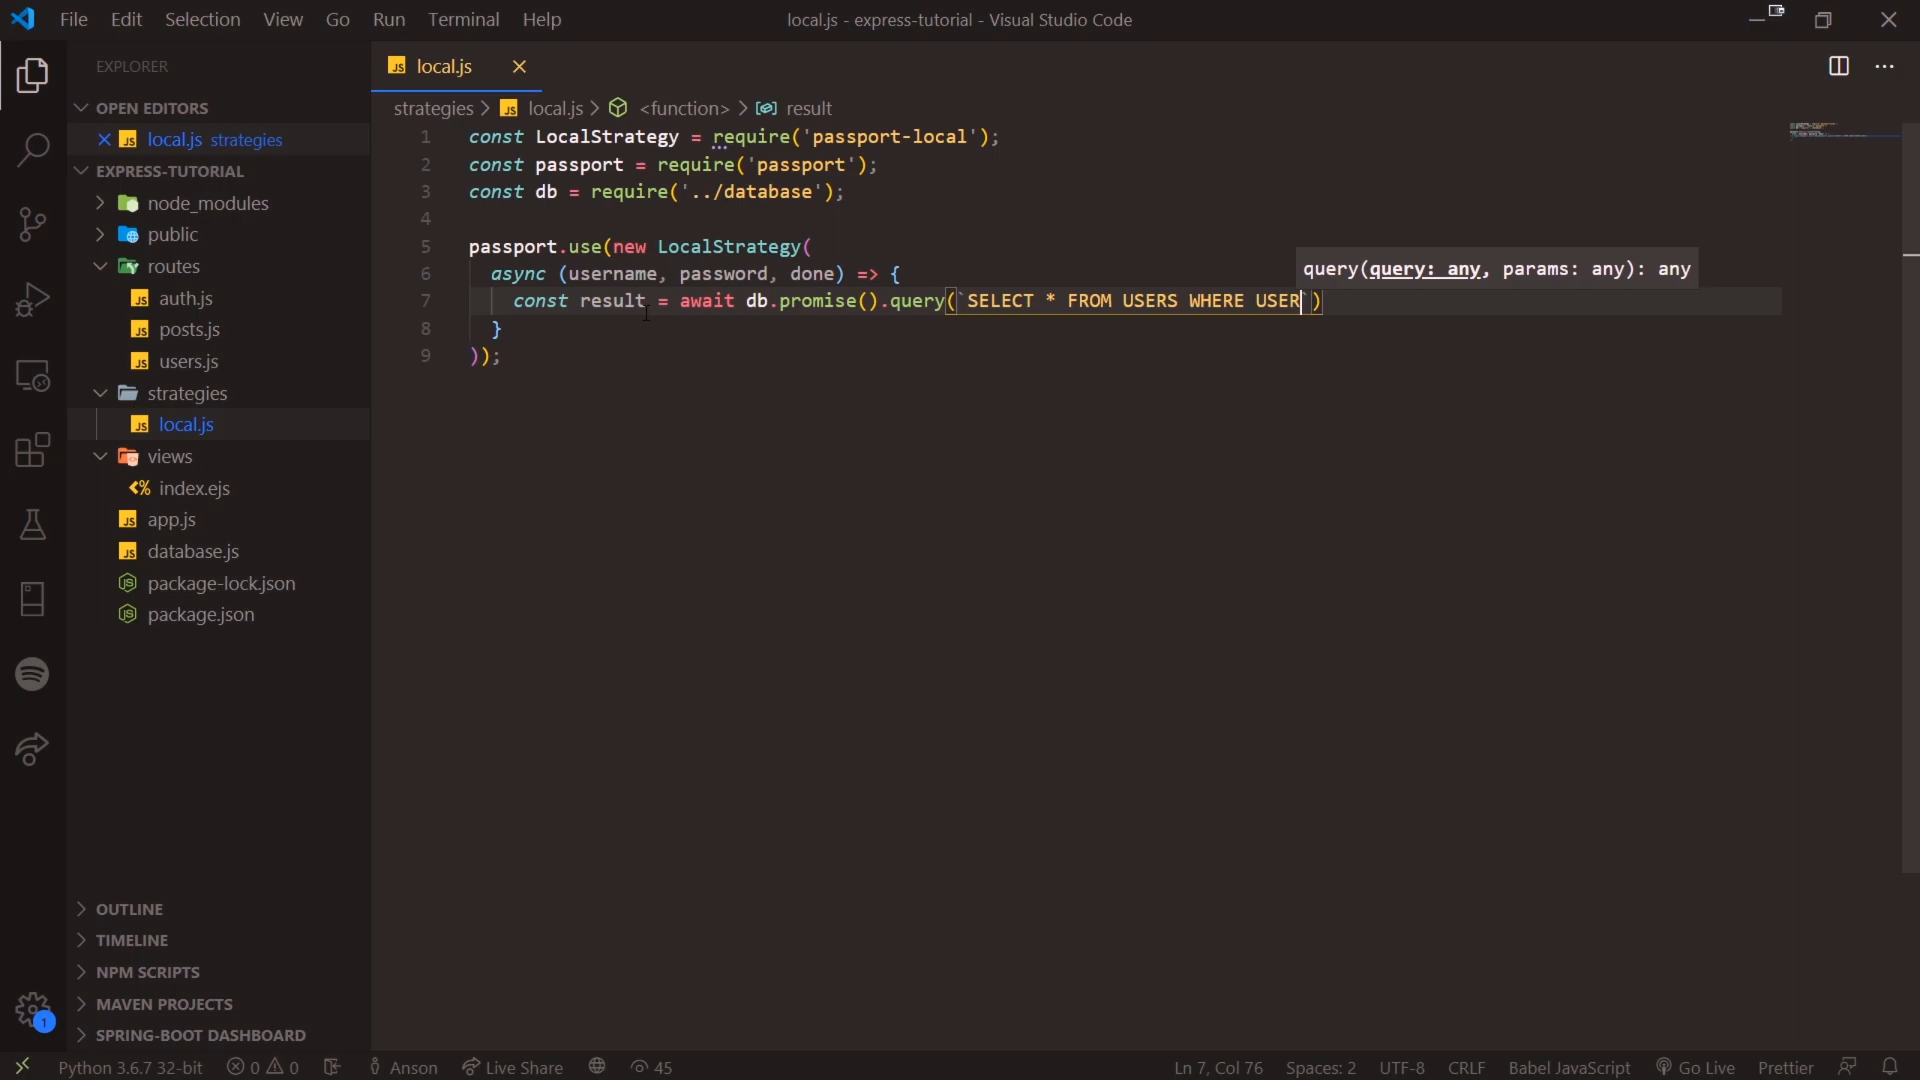 File Edit Selection View Go Run Terminal Help
local.js - express-tutorial - Visual Studio Code
EXPLORER
OPEN EDITORS
local.js strategies
EXPRESS-TUTORIAL
node_modules
public
routes
auth.js
posts.js
users.js
strategies
local.js
views
index.ejs
app.js
database.js
package-lock.json
package.json
OUTLINE
TIMELINE
NPM SCRIPTS
MAVEN PROJECTS
SPRING-BOOT DASHBOARD
1
local.js
strategies > local.js > <function> > result
1 const LocalStrategy = require('passport-local');
2 const passport = require('passport');
3 const db = require('../database');
4
5 passport.use(new LocalStrategy(
6 async (username, password, done) => {
query(query: any, params: any): any
7 const result = await db.promise().query(`SELECT * FROM USERS WHERE USER`)
8 }
9 ));
Python 3.6.7 32-bit 0 0 Anson Live Share 45 Ln 7, Col 76 Spaces: 2 UTF-8 CRLF Babel JavaScript Go Live Prettier